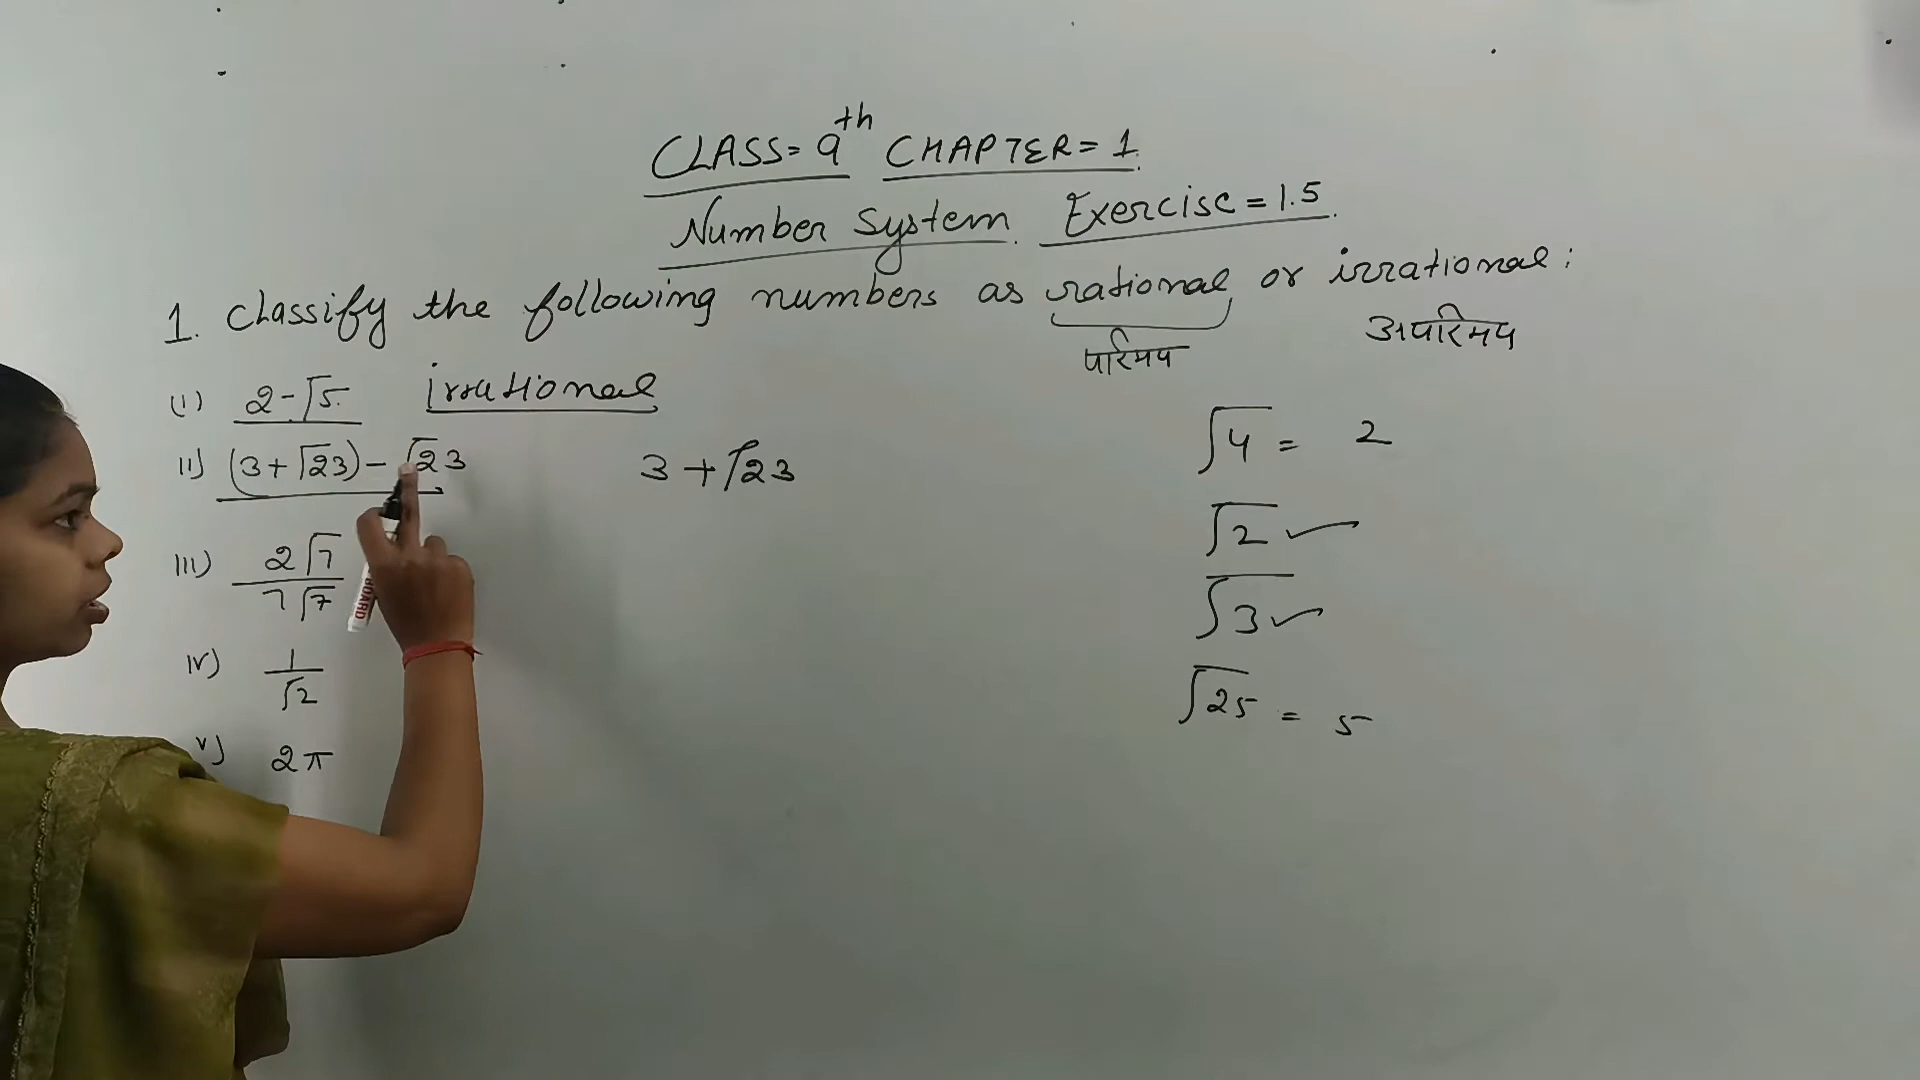 CLASS=9th CHAPTER=1.
Number System. Exercise=1.5.
1. Classify the following numbers as rational or irrational:
परिमेय अपरिमेय
(i) 2-√5. irrational
ii) (3+√23)-√23 3+√23
iii) 2√7/7√7
iv) 1/√2
v) 2π
√4 = 2
√2 ✓
√3 ✓
√25 = 5
BOARD